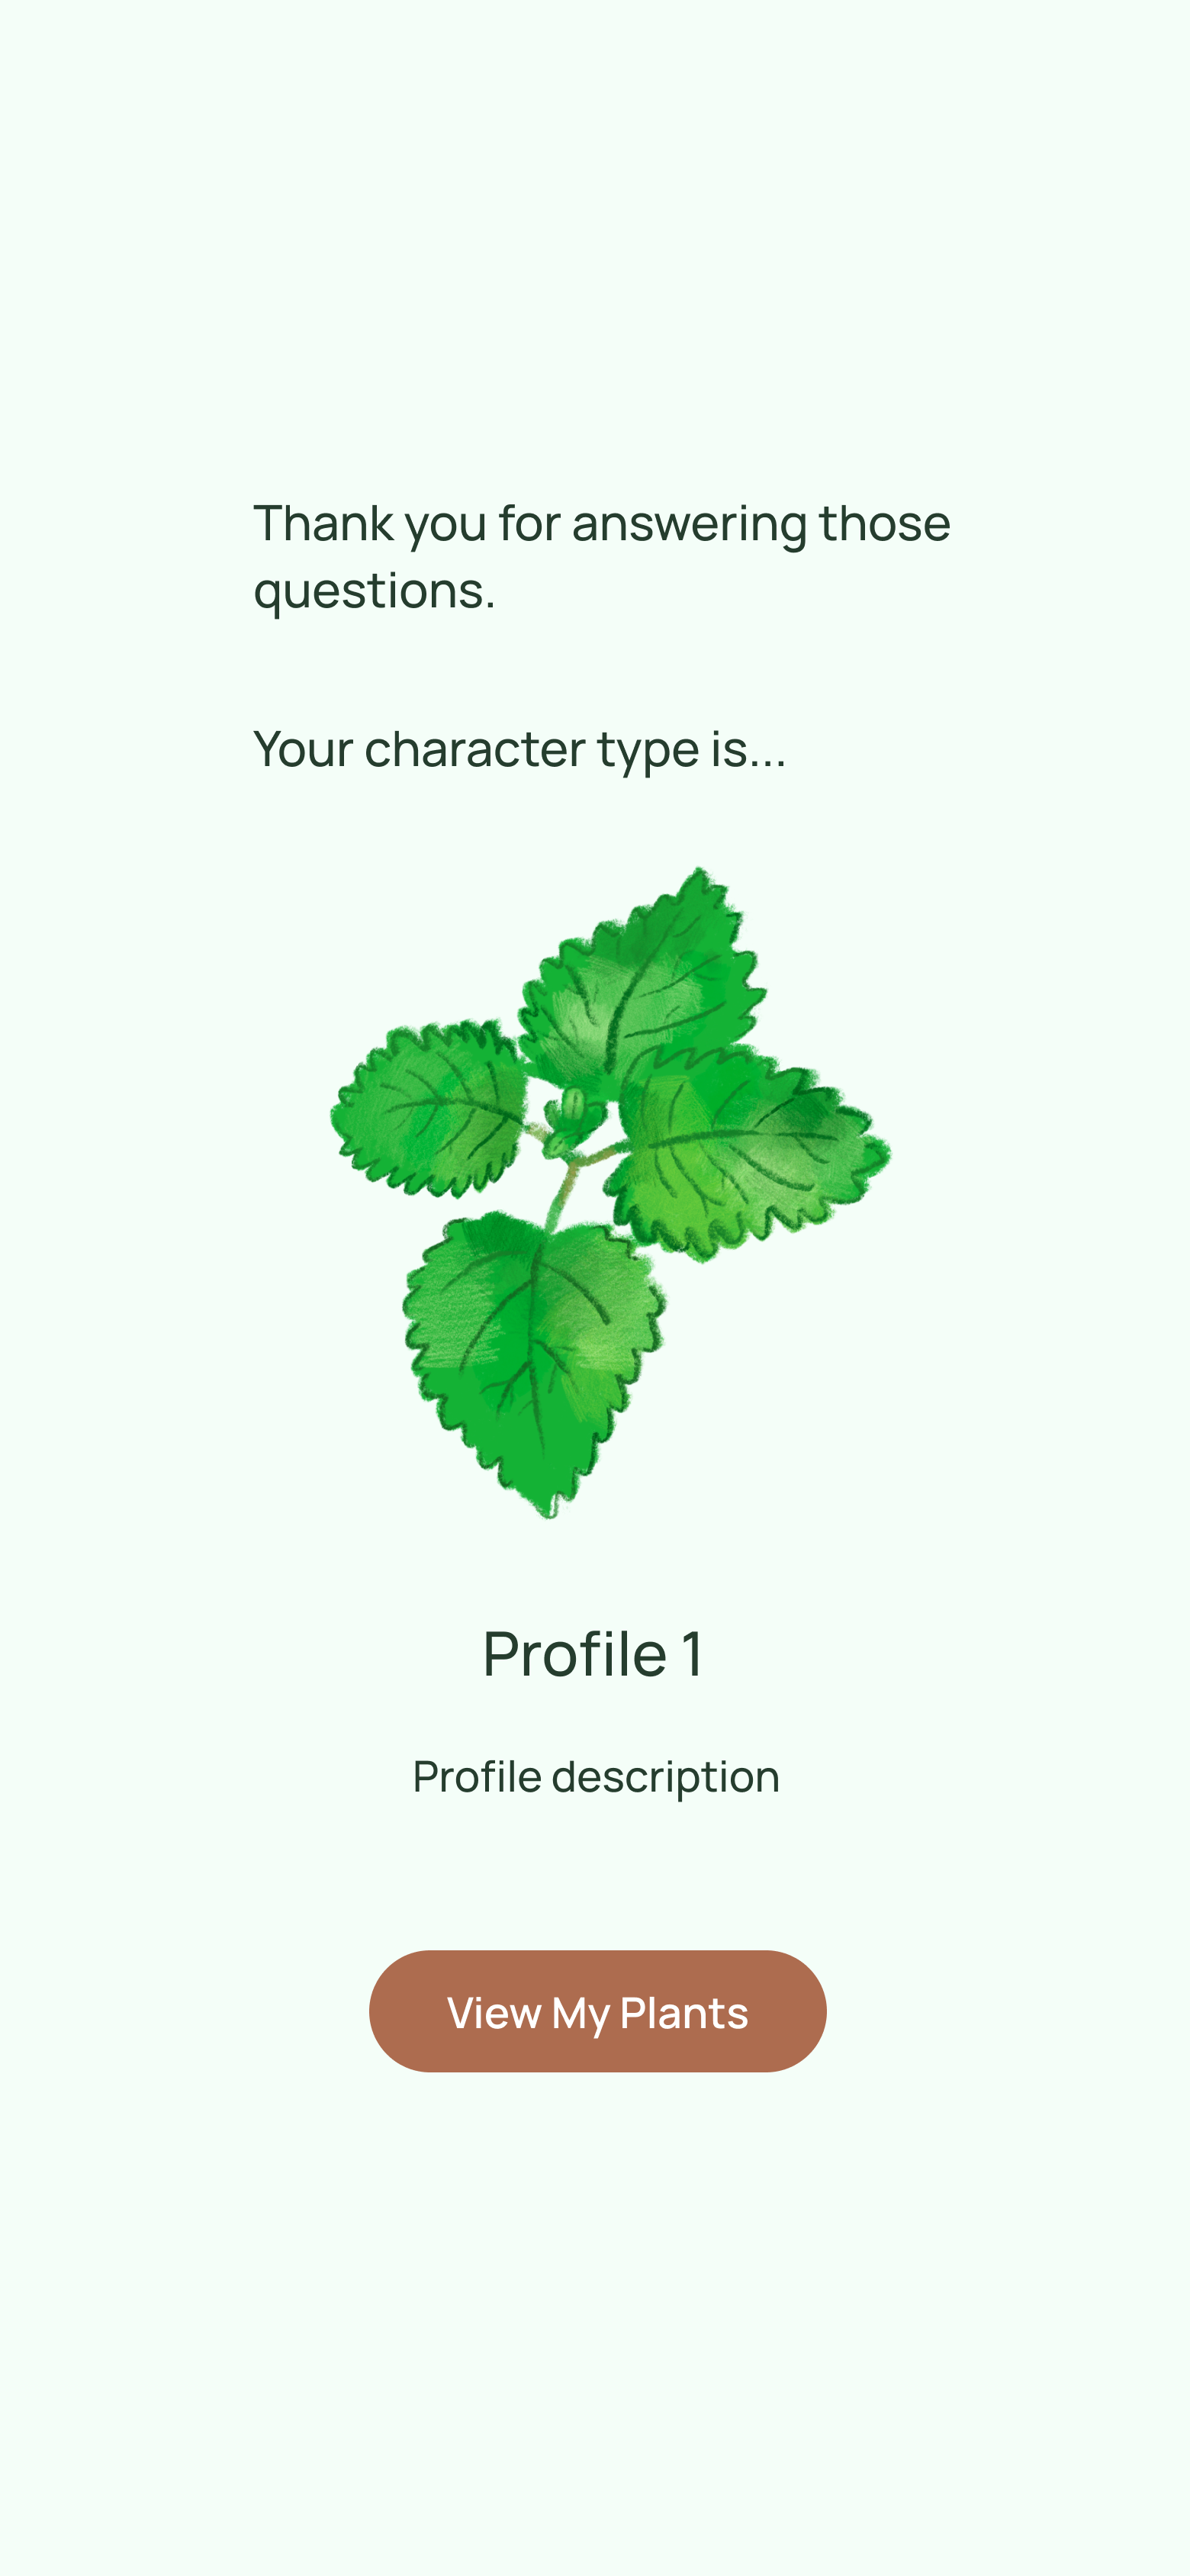 Thank you for answering those
questions.
Your character type is...
Profile 1
Profile description
View My Plants